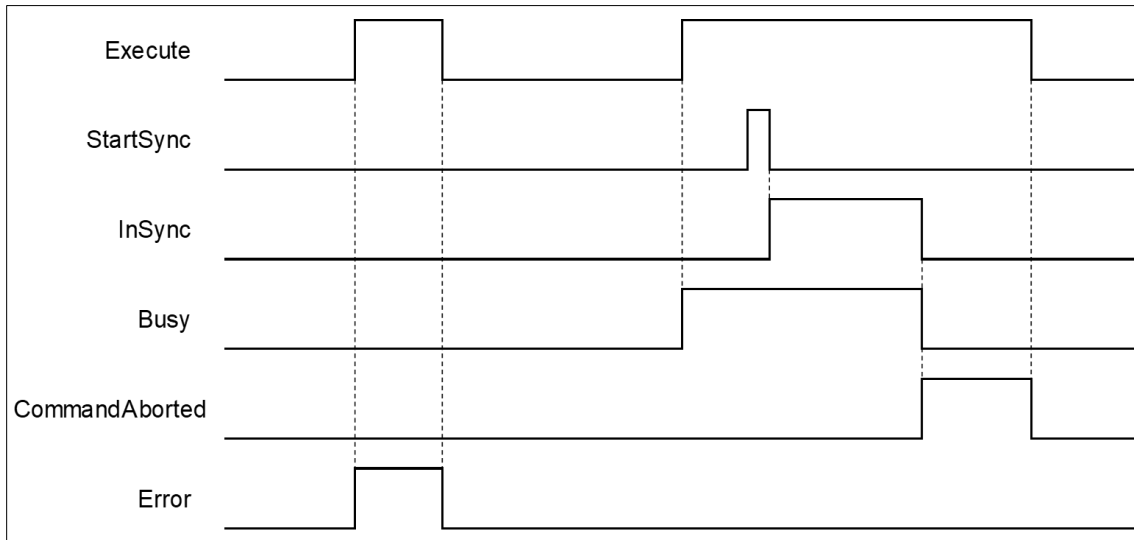 Execute
StartSync
InSync
Busy
CommandAborted
Error